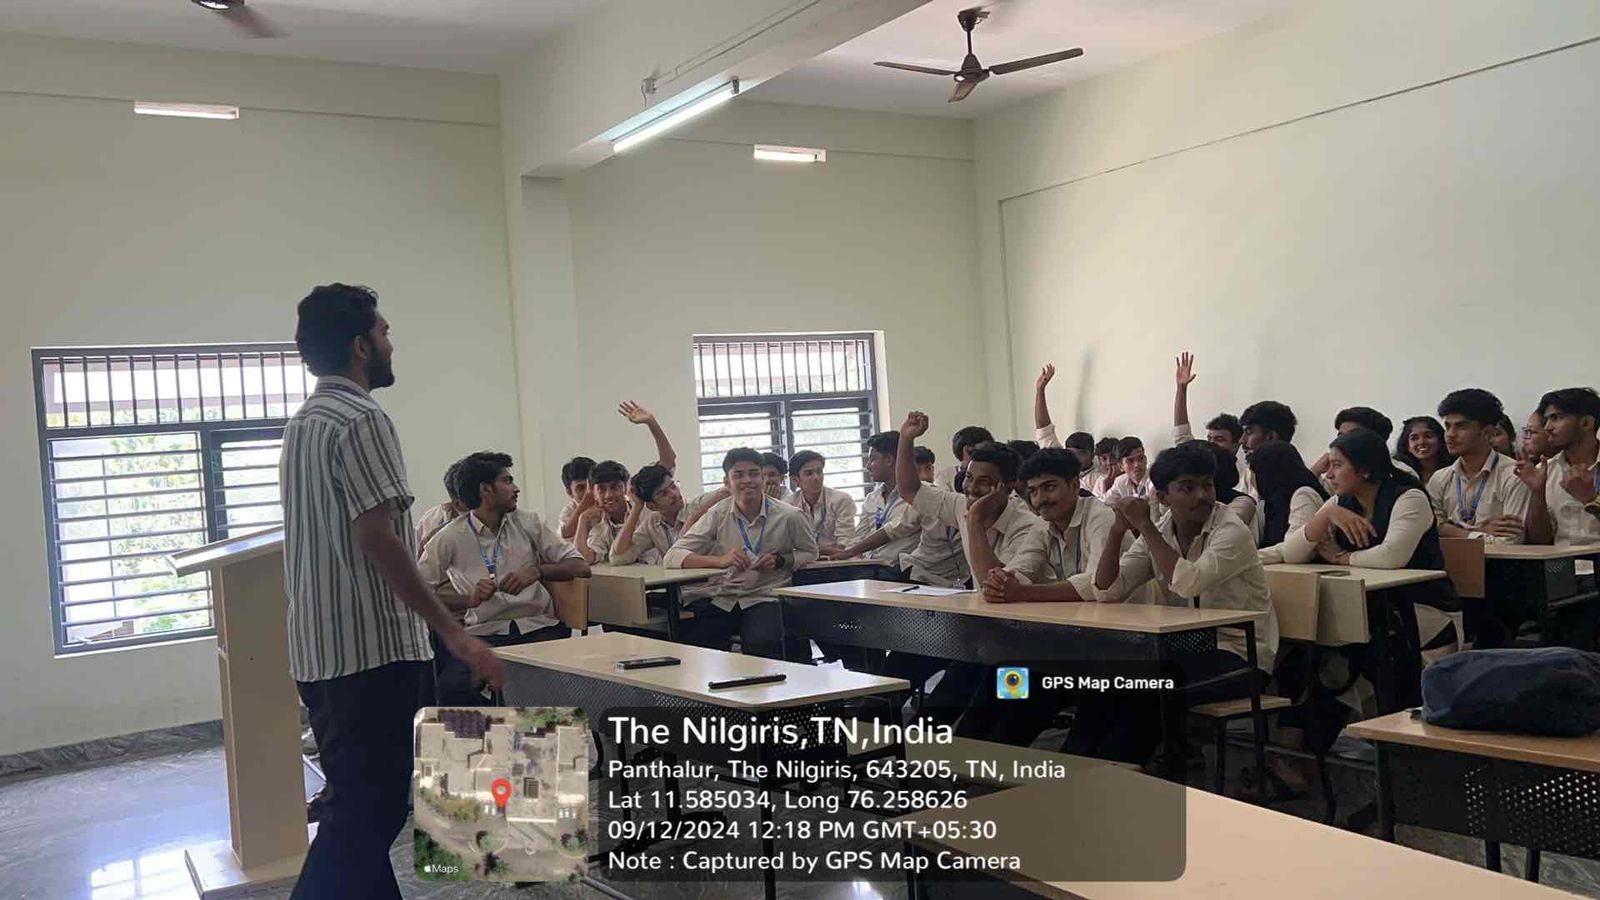 GPS Map Camera
The Nilgiris,TN,India
Panthalur, The Nilgiris, 643205, TN, India
Lat 11.585034, Long 76.258626
09/12/2024 12:18 PM GMT+05:30
Note : Captured by GPS Map Camera
Maps